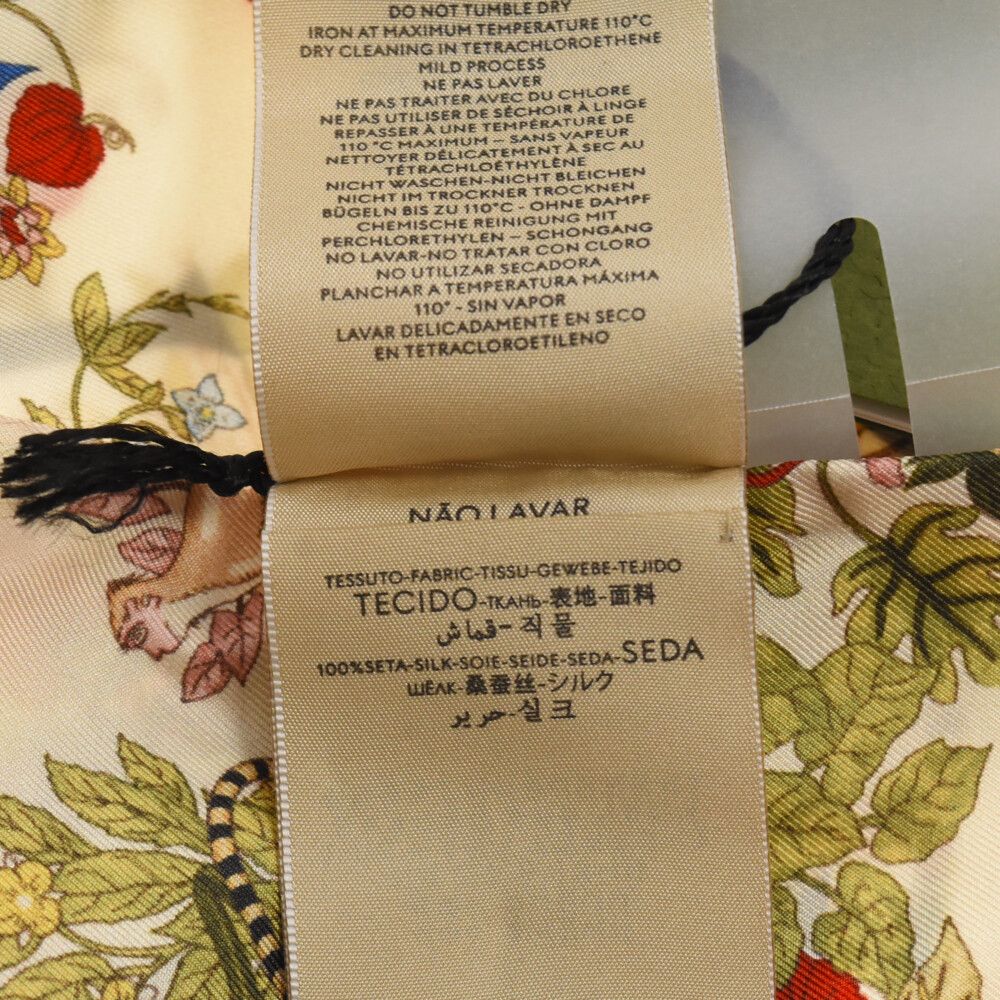 DO NOT TUMBLE DRY
IRON AT MAXIMUM TEMPERATURE 110°C
DRY CLEANING IN TETRACHLOROETHENE
MILD PROCESS
NE PAS LAVER
NE PAS TRAITER AVEC DU CHLORE
NE PAS UTILISER DE SÉCHOIR À LINGE
REPASSER À UNE TEMPÉRATURE DE
110 °C MAXIMUM – SANS VAPEUR
NETTOYER DÉLICATEMENT À SEC AU
TÉTRACHLOÉTHYLÈNE
NICHT WASCHEN-NICHT BLEICHEN
NICHT IM TROCKNER TROCKNEN
BÜGELN BIS ZU 110°C - OHNE DAMPF
CHEMISCHE REINIGUNG MIT
PERCHLORETHYLEN – SCHONGANG
NO LAVAR-NO TRATAR CON CLORO
NO UTILIZAR SECADORA
PLANCHAR A TEMPERATURA MÁXIMA
110° - SIN VAPOR
LAVAR DELICADAMENTE EN SECO
EN TETRACLOROETILENO
NÃO LAVAR
TESSUTO-FABRIC-TISSU-GEWEBE-TEJIDO
TECIDO-ТКАНЬ-表地-面料
قماش - 직물
100%SETA-SILK-SOIE-SEIDE-SEDA-SEDA
ШЁЛК-桑蚕丝-シルク
حرير-실크